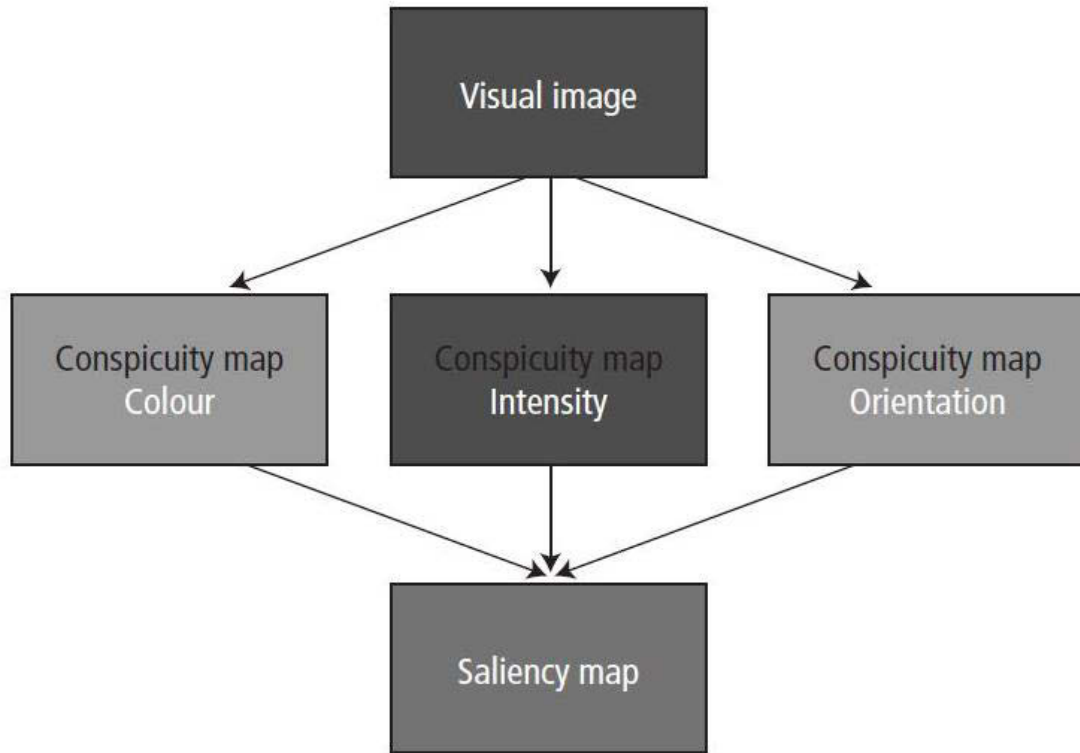 Visual image
Conspicuity map
Colour
Conspicuity map
Intensity
Conspicuity map
Orientation
Saliency map